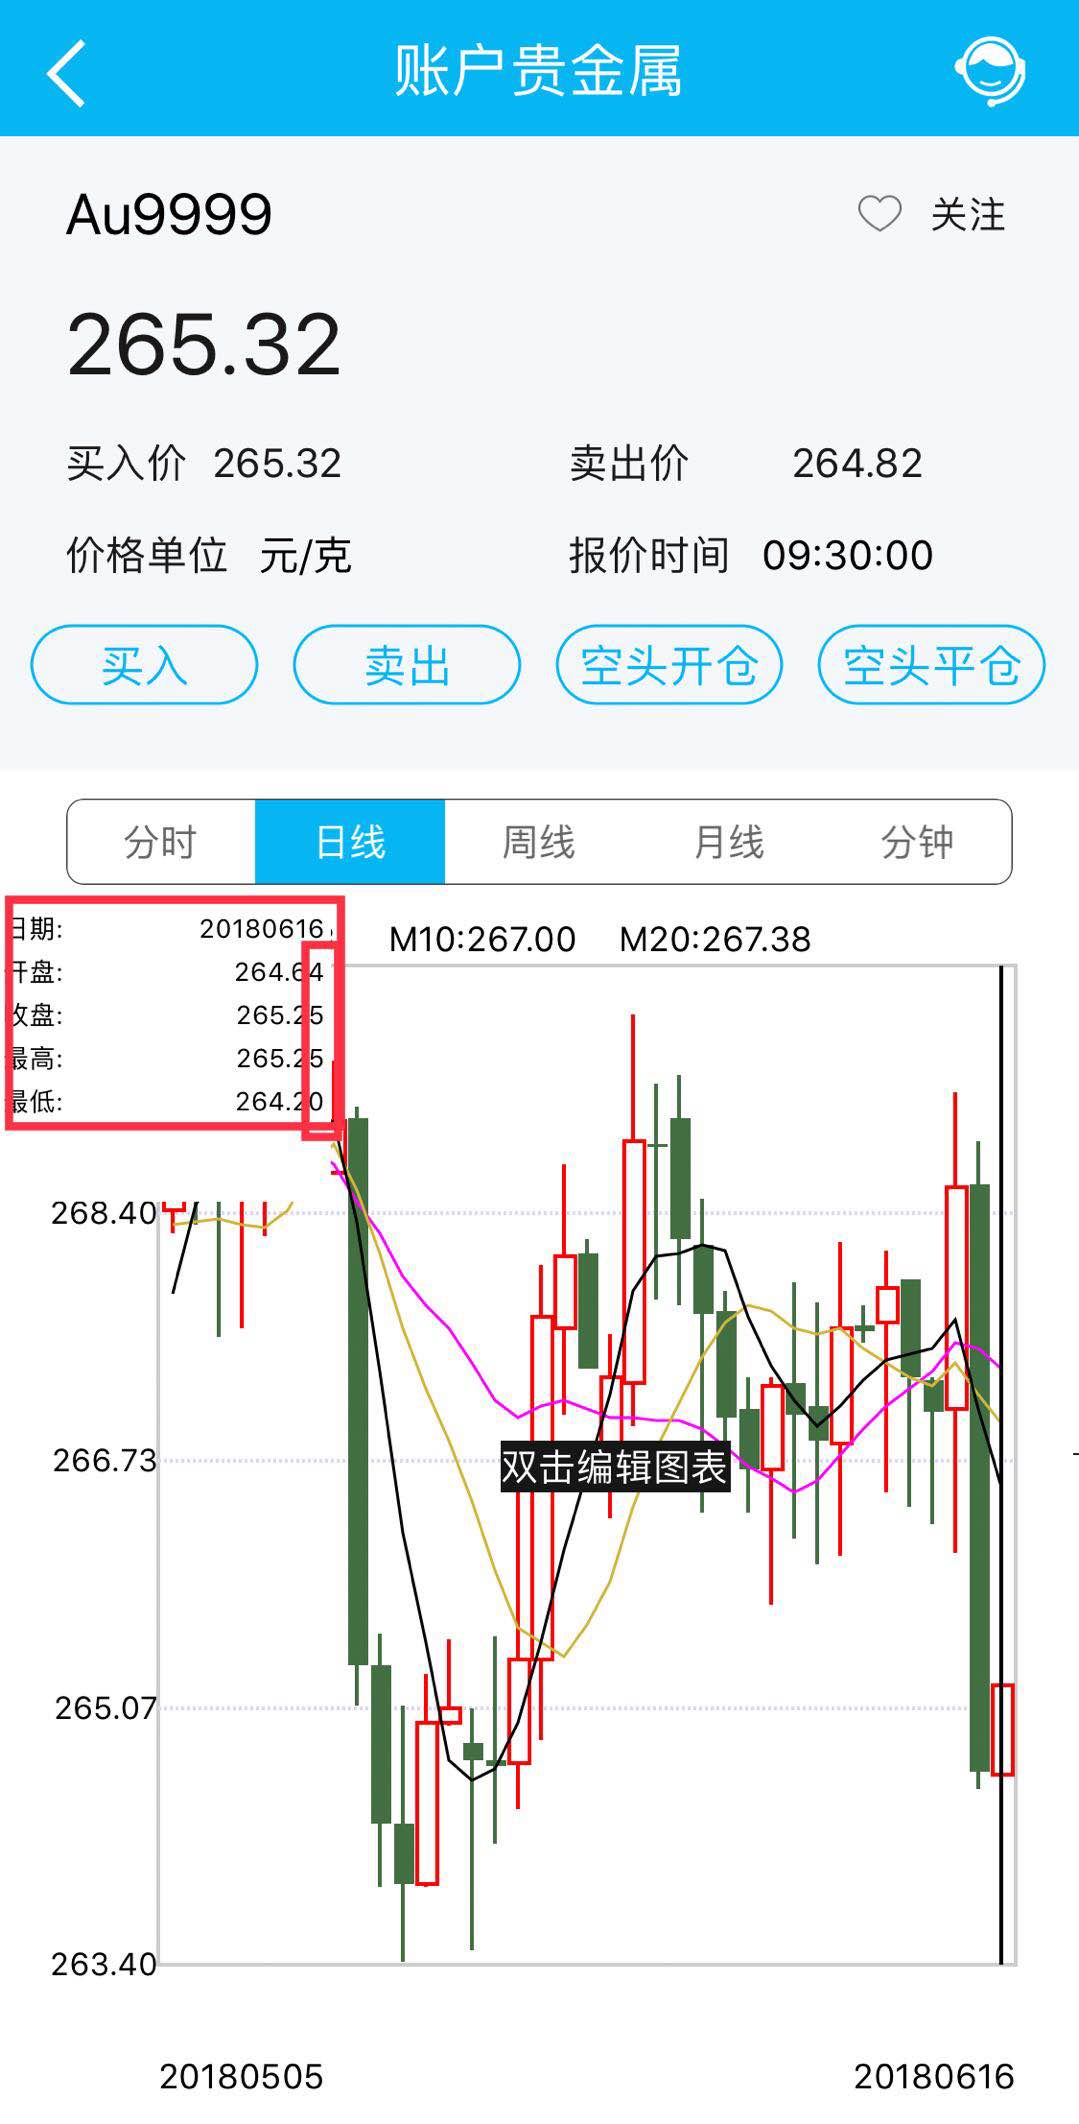 账户贵金属
Au9999
关注
265.32
买入价 265.32 卖出价 264.82
价格单位 元/克 报价时间 09:30:00
买入 卖出 空头开仓 空头平仓
分时 日线 周线 月线 分钟
日期: 20180616
M10:267.00 M20:267.38
开盘: 264.64
收盘: 265.25
最高: 265.25
最低: 264.20
268.40
266.73
双击编辑图表
265.07
263.40
20180505 20180616